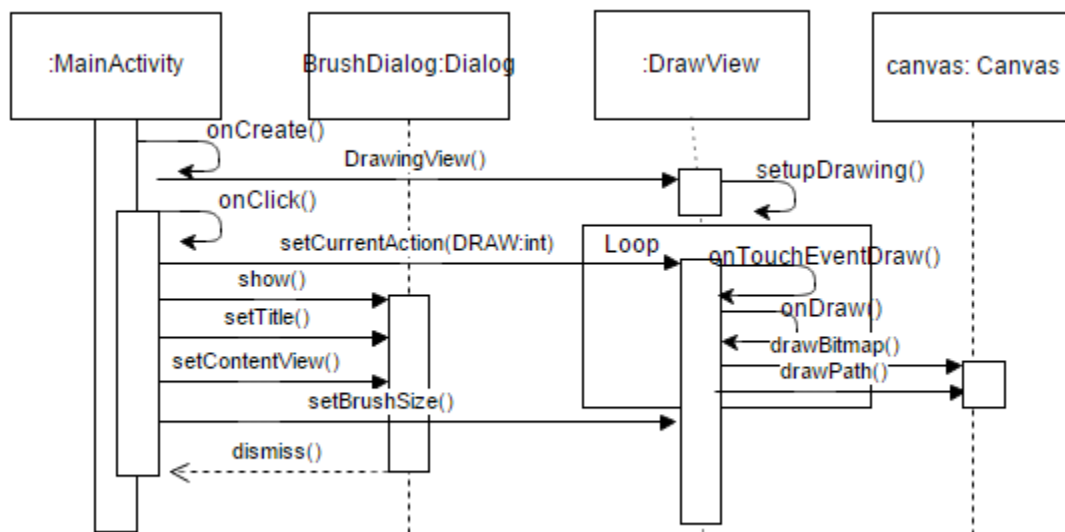 :MainActivity
BrushDialog:Dialog
:DrawView
canvas: Canvas
onCreate()
DrawingView()
setupDrawing()
onClick()
setCurrentAction(DRAW:int)
Loop
onTouchEventDraw()
show()
onDraw()
setTitle()
drawBitmap()
setContentView()
drawPath()
setBrushSize()
dismiss()